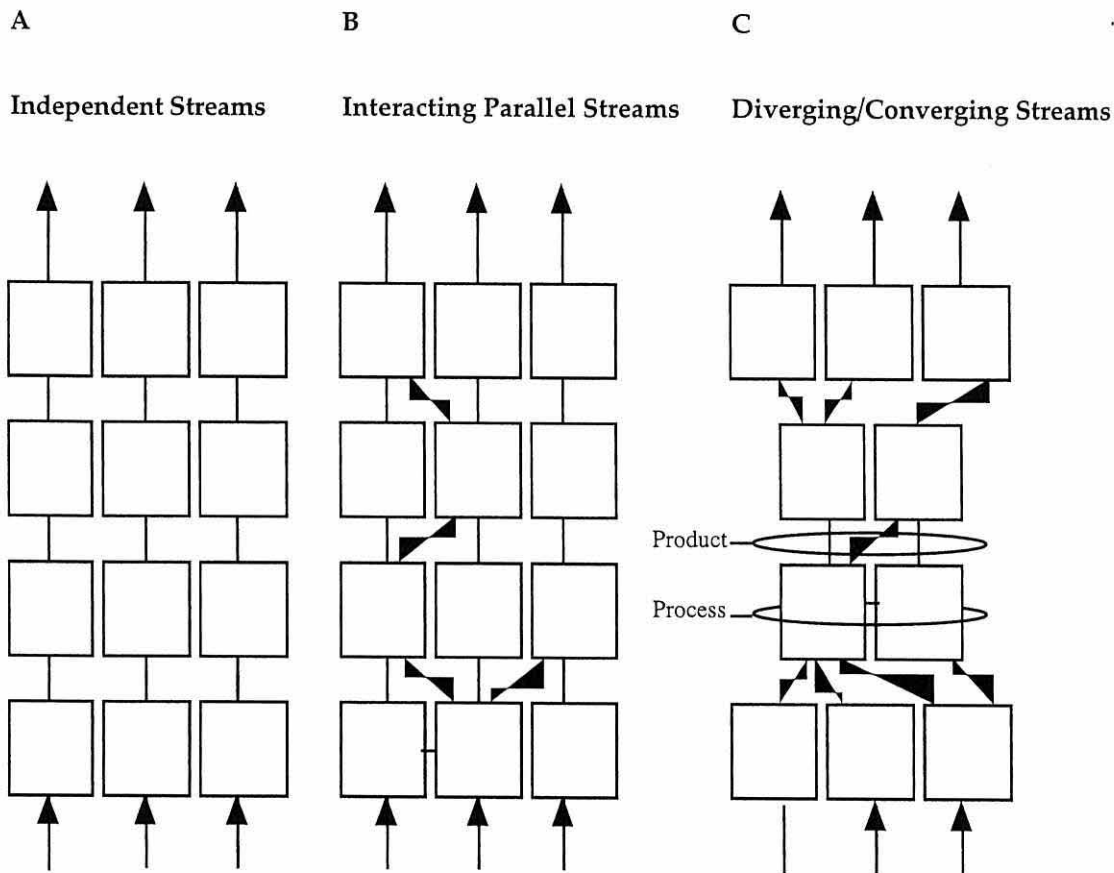 A
B
C
Independent Streams
Interacting Parallel Streams
Diverging/Converging Streams
Product
Process